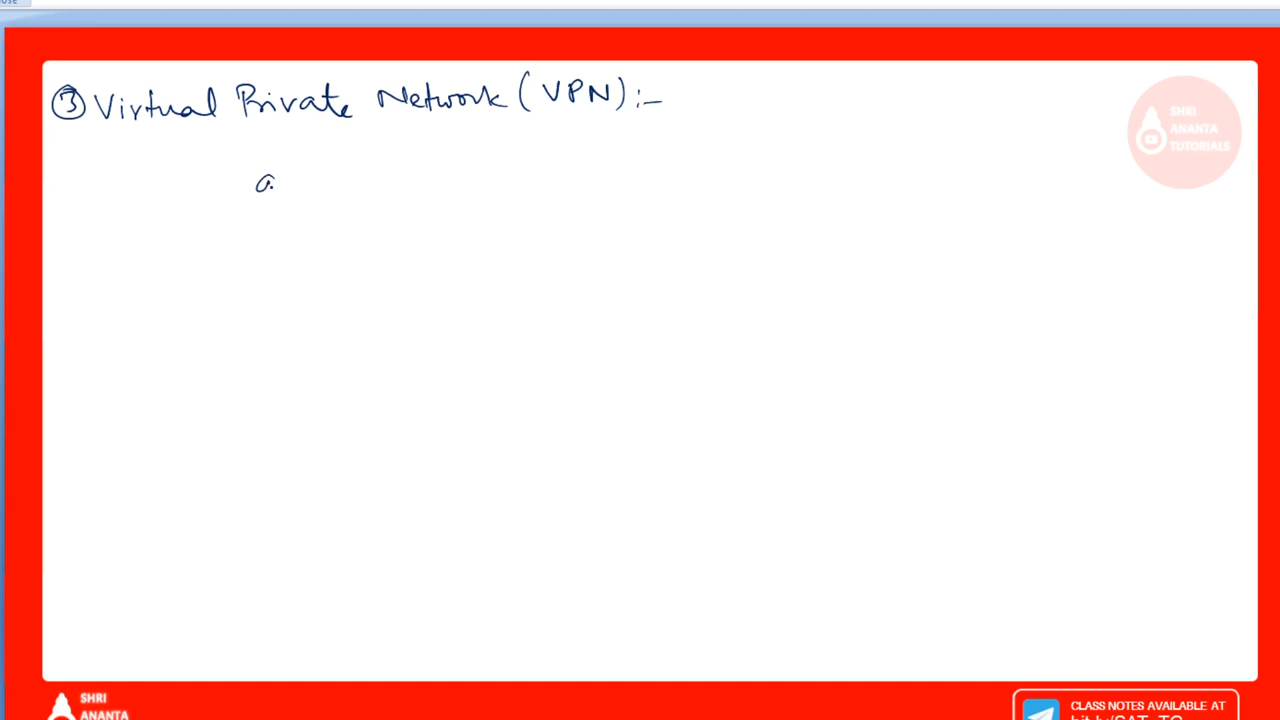 ③ Virtual Private Network (VPN) :-
a
SHRI
ANANTA
TUTORIALS
SHRI
ANANTA
CLASS NOTES AVAILABLE AT